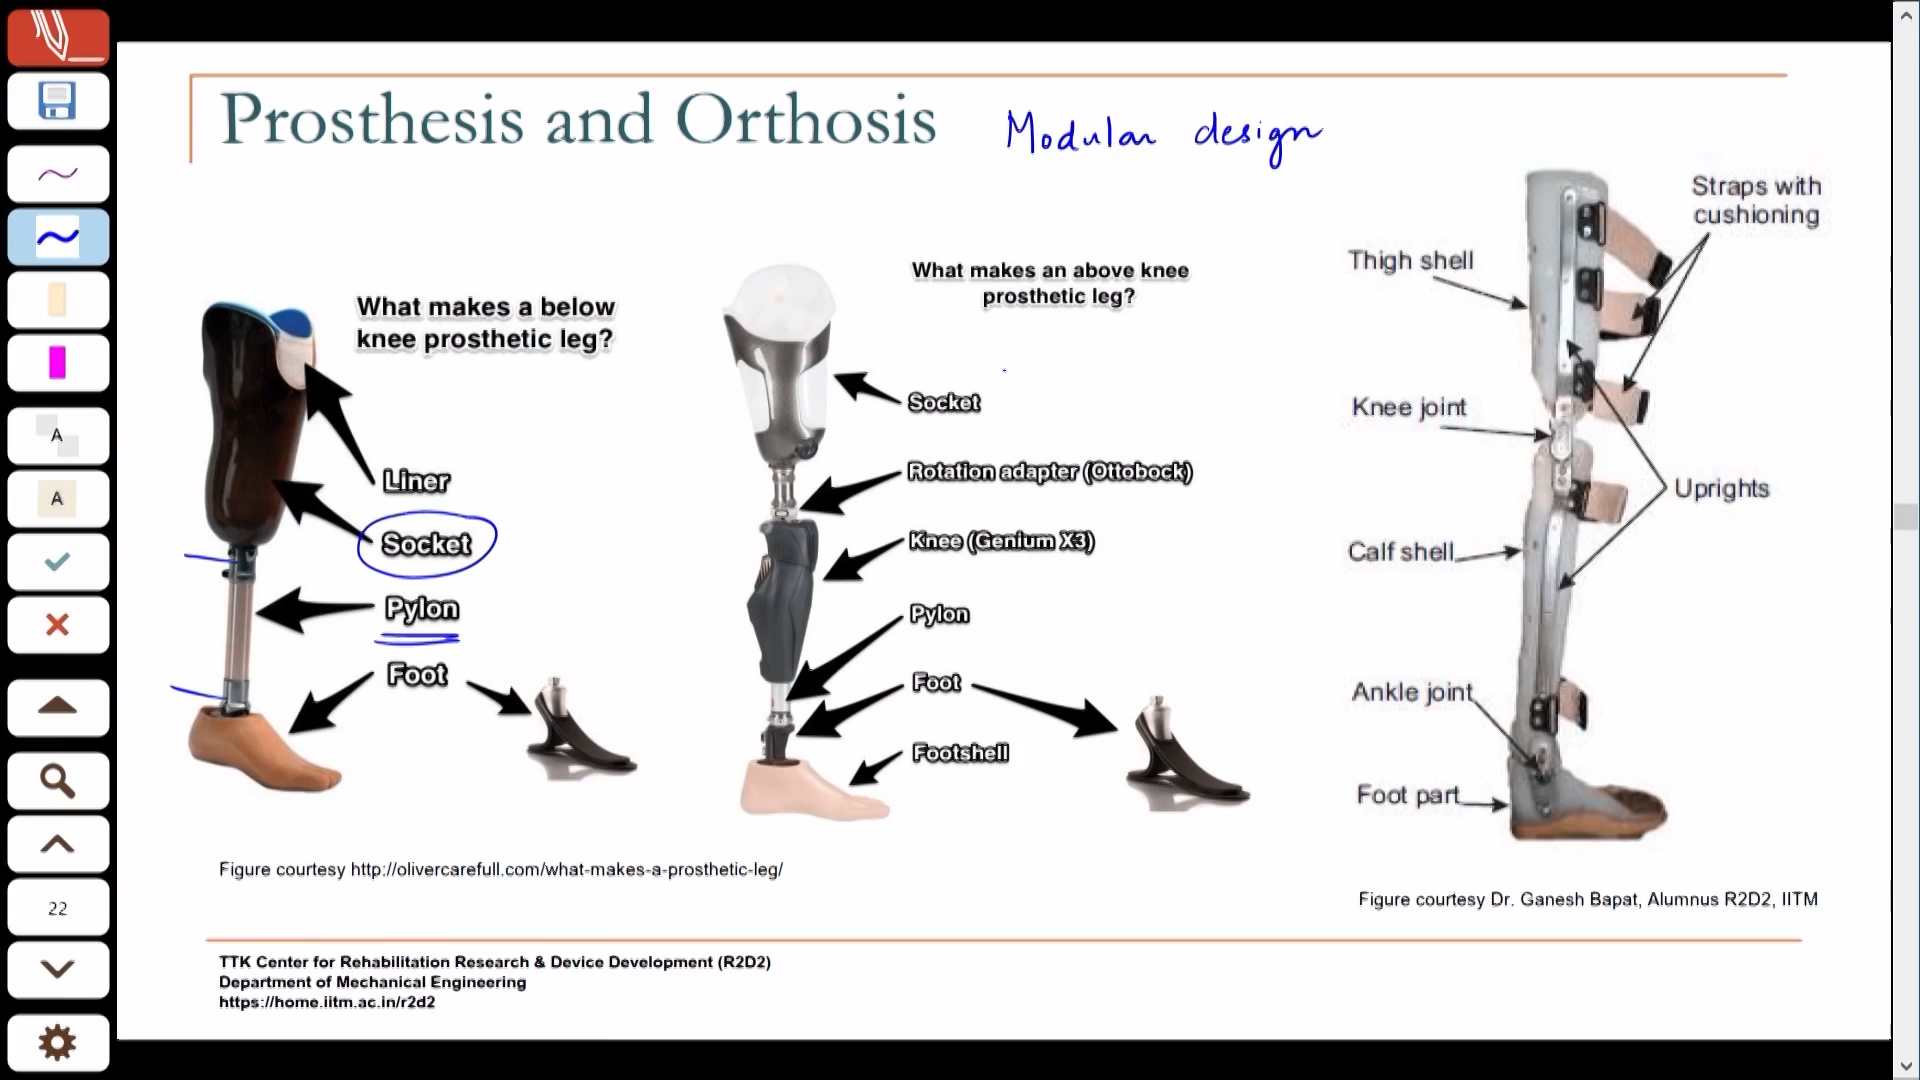 Prosthesis and Orthosis
Modular design
What makes a below
knee prosthetic leg?
Liner
Socket
Pylon
Foot
What makes an above knee
prosthetic leg?
Socket
Rotation adapter (Ottobock)
Knee (Genium X3)
Pylon
Foot
Footshell
Straps with
cushioning
Thigh shell
Knee joint
Uprights
Calf shell
Ankle joint
Foot part
Figure courtesy http://olivercarefull.com/what-makes-a-prosthetic-leg/
Figure courtesy Dr. Ganesh Bapat, Alumnus R2D2, IITM
TTK Center for Rehabilitation Research & Device Development (R2D2)
Department of Mechanical Engineering
https://home.iitm.ac.in/r2d2
A
A
22